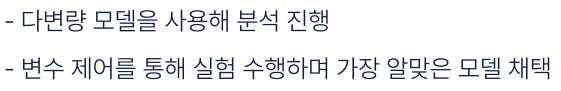 - 다변량 모델을 사용해 분석 진행
- 변수 제어를 통해 실험 수행하며 가장 알맞은 모델 채택